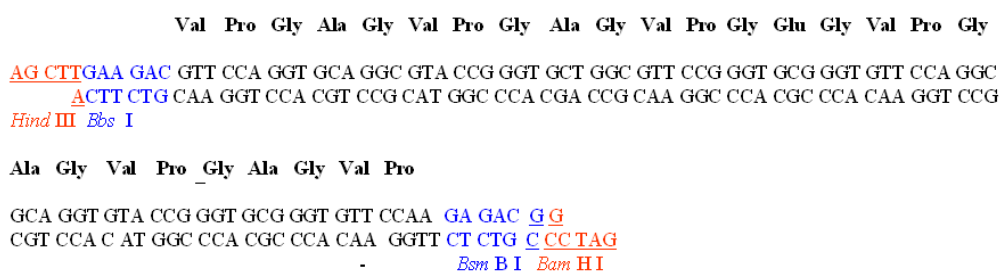 Val Pro Gly Ala Gly Val Pro Gly Ala Gly Val Pro Gly Glu Gly Val Pro Gly
AG CTTGAA GAC GTT CCA GGT GCA GGC GTA CCG GGT GCT GGC GTT CCG GGT GCG GGT GTT CCA GGC
ACTT CTG CAA GGT CCA CGT CCG CAT GGC CCA CGA CCG CAA GGC CCA CGC CCA CAA GGT CCG
Hind III Bbs I
Ala Gly Val Pro _Gly Ala Gly Val Pro
GCA GGT GTA CCG GGT GCG GGT GTT CCAA GA GAC G G
CGT CCA C AT GGC CCA CGC CCA CAA GGTT CT CTG C CC TAG
- Bsm B I Bam H I